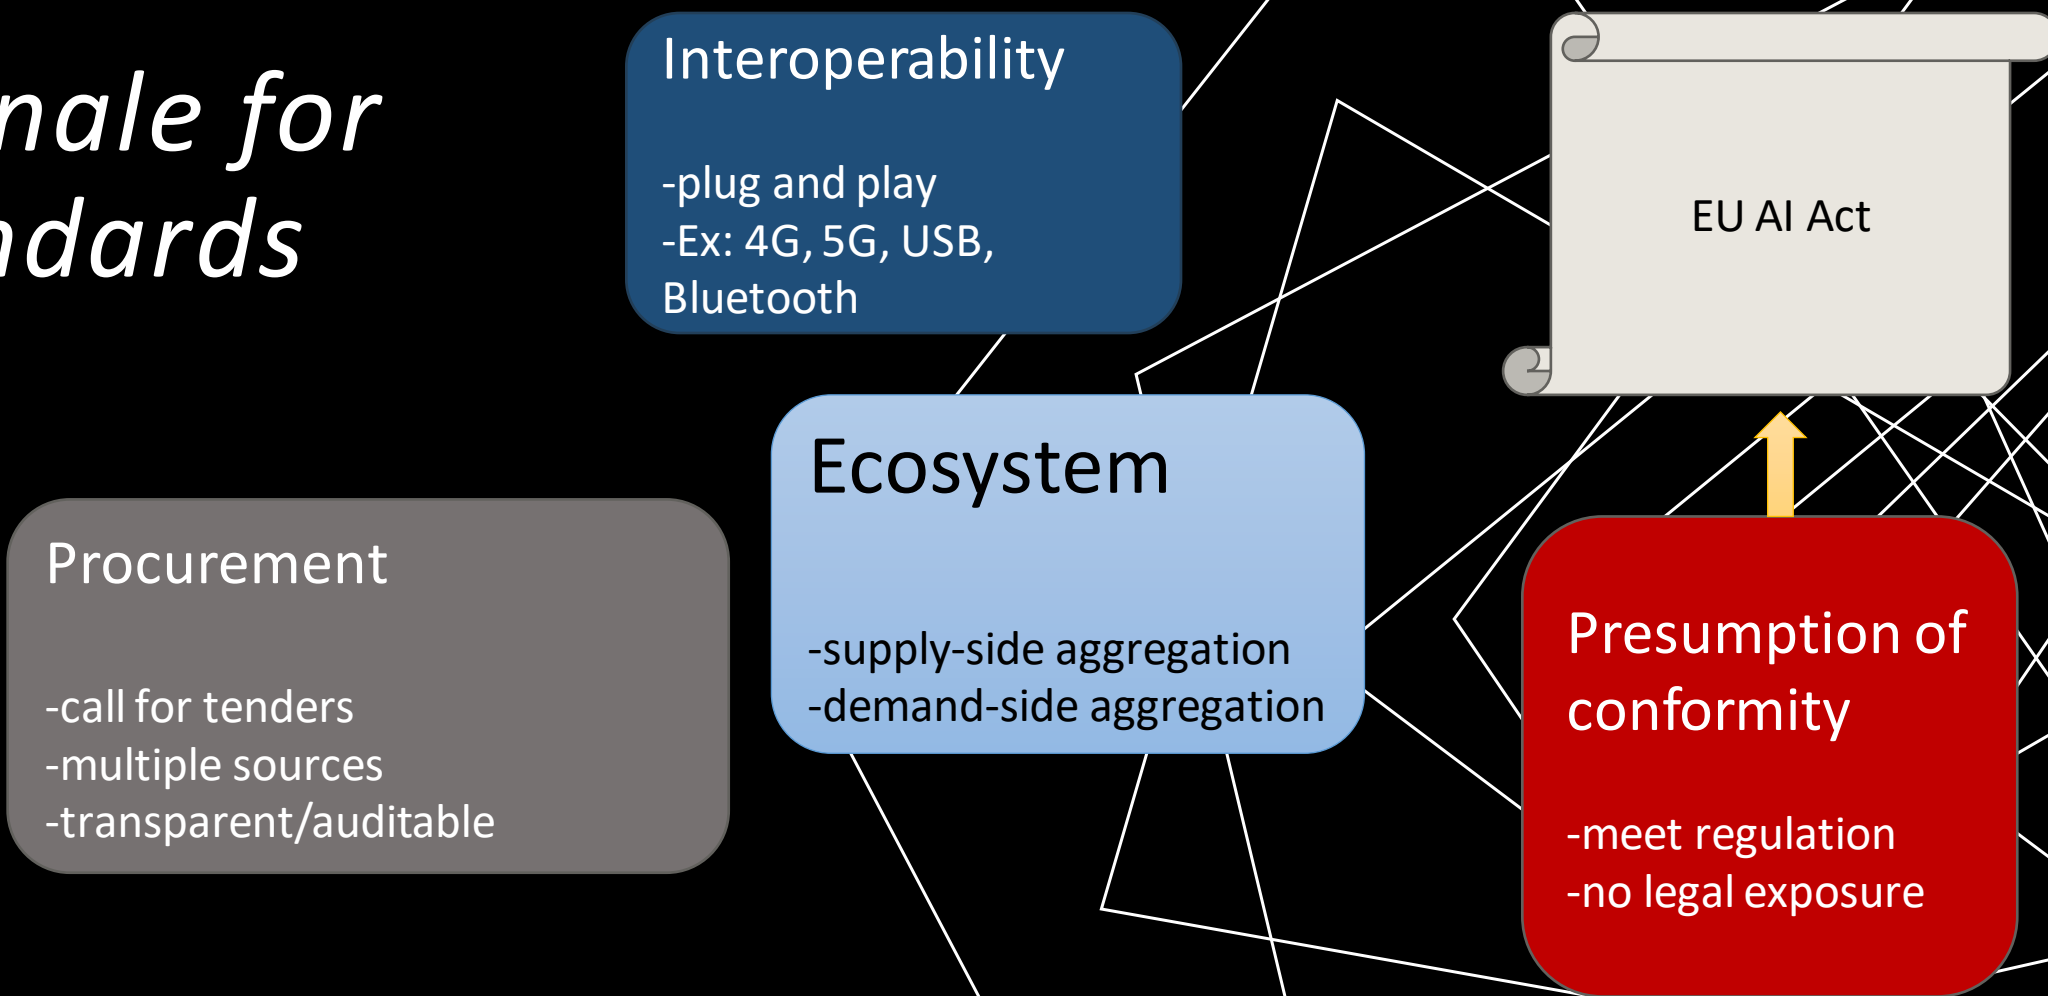 nale for
ndards
Interoperability
-plug and play
-Ex: 4G, 5G, USB,
Bluetooth
EU AI Act
Ecosystem
-supply-side aggregation
-demand-side aggregation
Procurement
-call for tenders
-multiple sources
-transparent/auditable
Presumption of
conformity
-meet regulation
-no legal exposure